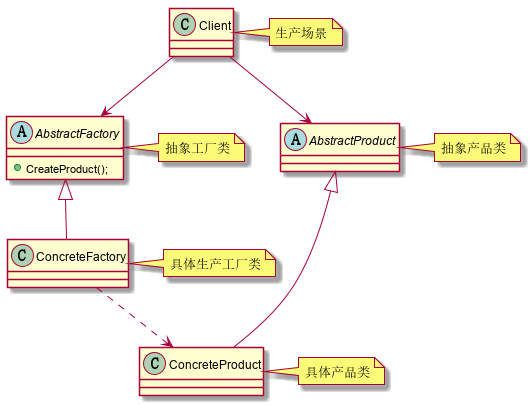 C Client
生产场景
A AbstractFactory
CreateProduct();
抽象工厂类
A AbstractProduct
抽象产品类
C ConcreteFactory
具体生产工厂类
C ConcreteProduct
具体产品类